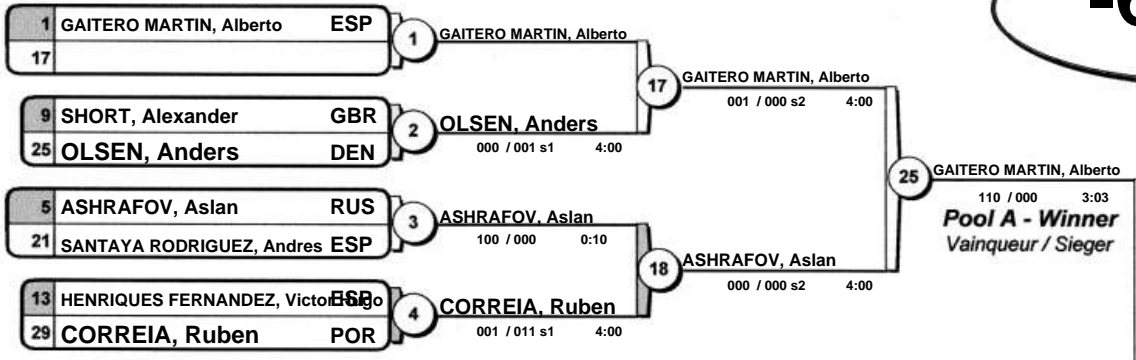 1 GAITERO MARTIN, Alberto ESP
17
1 GAITERO MARTIN, Alberto
9 SHORT, Alexander GBR
25 OLSEN, Anders DEN
2 OLSEN, Anders
000 / 001 s1 4:00
17 GAITERO MARTIN, Alberto
001 / 000 s2 4:00
5 ASHRAFOV, Aslan RUS
21 SANTAYA RODRIGUEZ, Andres ESP
3 ASHRAFOV, Aslan
100 / 000 0:10
13 HENRIQUES FERNANDEZ, Victor Hugo ESP
29 CORREIA, Ruben POR
4 CORREIA, Ruben
001 / 011 s1 4:00
18 ASHRAFOV, Aslan
000 / 000 s2 4:00
25 GAITERO MARTIN, Alberto
110 / 000 3:03
Pool A - Winner
Vainqueur / Sieger